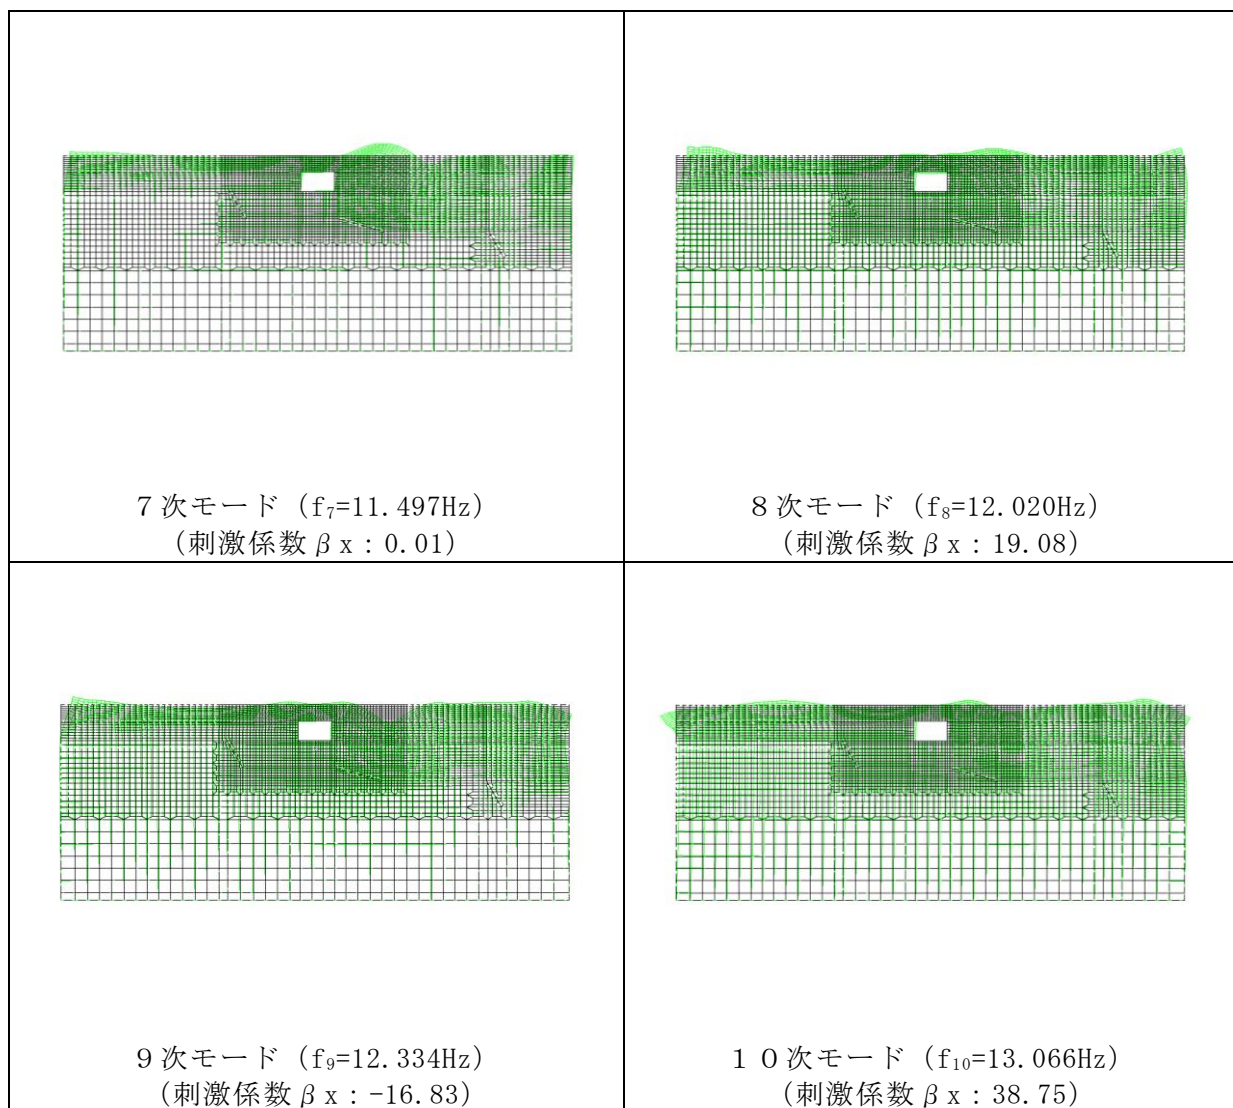 ７次モード (f₇=11.497Hz)
(刺激係数βx：0.01)
８次モード (f₈=12.020Hz)
(刺激係数βx：19.08)
９次モード (f₉=12.334Hz)
(刺激係数βx：-16.83)
１０次モード (f₁₀=13.066Hz)
(刺激係数βx：38.75)